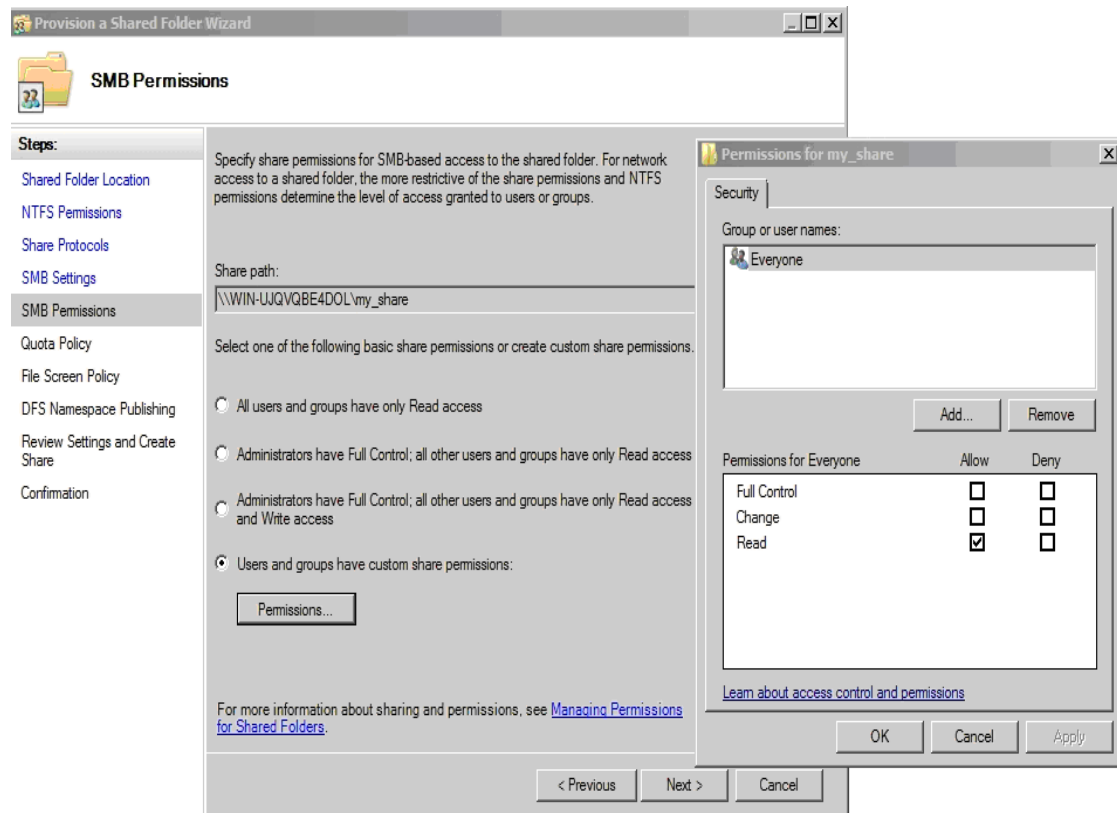 Provision a Shared Folder Wizard
SMB Permissions
Steps:
Shared Folder Location
NTFS Permissions
Share Protocols
SMB Settings
SMB Permissions
Quota Policy
File Screen Policy
DFS Namespace Publishing
Review Settings and Create
Share
Confirmation
Specify share permissions for SMB-based access to the shared folder. For network
access to a shared folder, the more restrictive of the share permissions and NTFS
permissions determine the level of access granted to users or groups.
Share path:
\\WIN-UJQVQBE4DOL\my_share
Select one of the following basic share permissions or create custom share permissions.
All users and groups have only Read access
Administrators have Full Control; all other users and groups have only Read access
Administrators have Full Control; all other users and groups have only Read access
and Write access
Users and groups have custom share permissions:
Permissions...
For more information about sharing and permissions, see Managing Permissions
for Shared Folders.
< Previous
Next >
Cancel
Permissions for my_share
Security
Group or user names:
Everyone
Add...
Remove
Permissions for Everyone
Allow
Deny
Full Control
Change
Read
Learn about access control and permissions
OK
Cancel
Apply